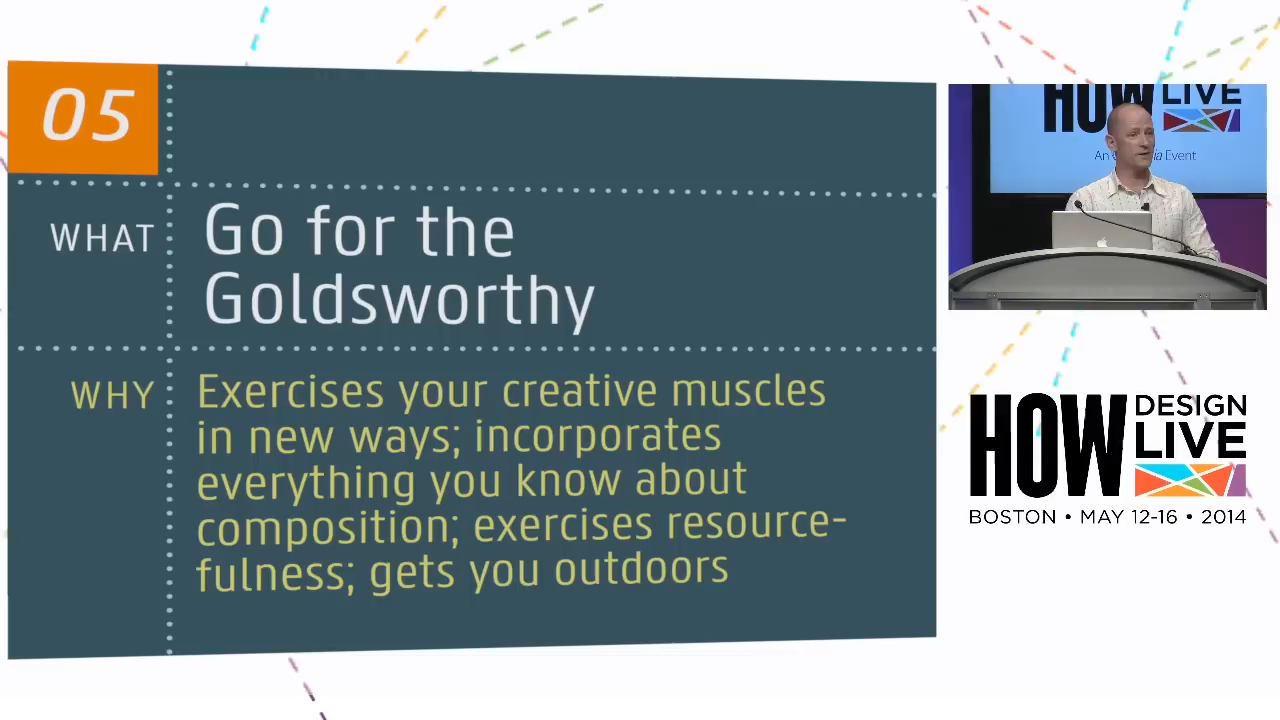 05
WHAT
Go for the
Goldsworthy
WHY
Exercises your creative muscles
in new ways; incorporates
everything you know about
composition; exercises resource-
fulness; gets you outdoors
HOW LIVE
An Event
HOW DESIGN
LIVE
BOSTON • MAY 12-16 • 2014